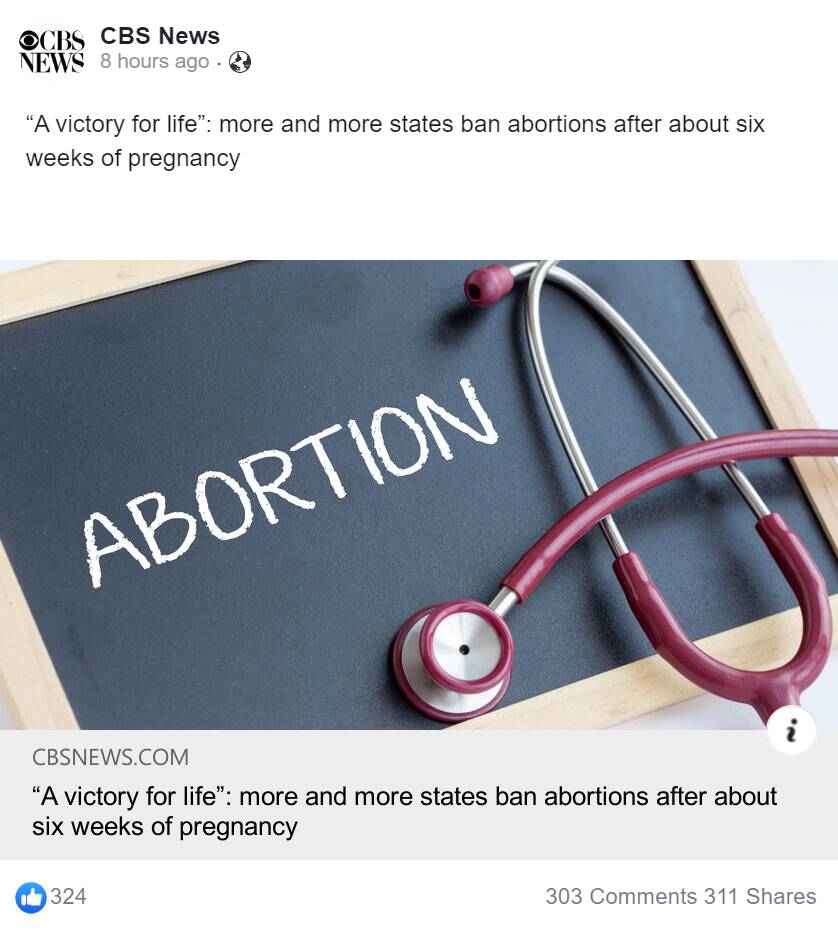 CBS NEWS
CBS News
8 hours ago ·
“A victory for life”: more and more states ban abortions after about six
weeks of pregnancy
ABORTION
i
CBSNEWS.COM
“A victory for life”: more and more states ban abortions after about
six weeks of pregnancy
324
303 Comments 311 Shares